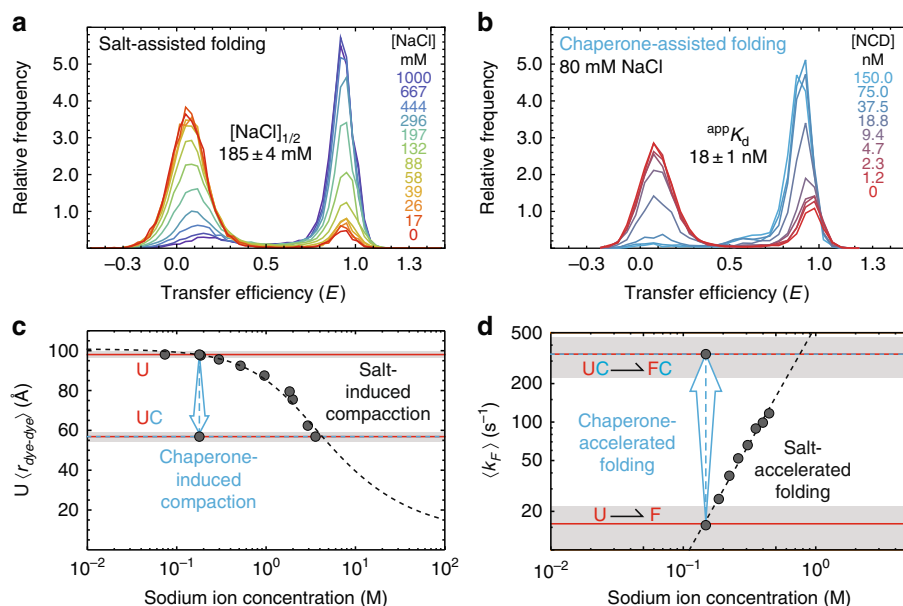 a
Salt-assisted folding
[NaCl]
mM
1000
667
444
296
197
132
88
58
39
26
17
0
[NaCl]1/2
185 ± 4 mM
Relative frequency
5.0
4.0
3.0
2.0
1.0
–0.3 0.0 0.5 1.0 1.3
Transfer efficiency (E)
b
Chaperone-assisted folding
80 mM NaCl
[NCD]
nM
150.0
75.0
37.5
18.8
9.4
4.7
2.3
1.2
0
appKd
18 ± 1 nM
Relative frequency
5.0
4.0
3.0
2.0
1.0
–0.3 0.0 0.5 1.0 1.3
Transfer efficiency (E)
c
U ⟨rdye-dye⟩ (Å)
100
80
60
40
20
U
UC
Salt-
induced
compacction
Chaperone-
induced
compaction
10−2 10−1 100 101 102
Sodium ion concentration (M)
d
⟨kF⟩ (s−1)
500
300
100
50
20
UC ⇀ FC
Chaperone-
accelerated
folding
Salt-
accelerated
folding
U ⇀ F
10−2 10−1 100
Sodium ion concentration (M)